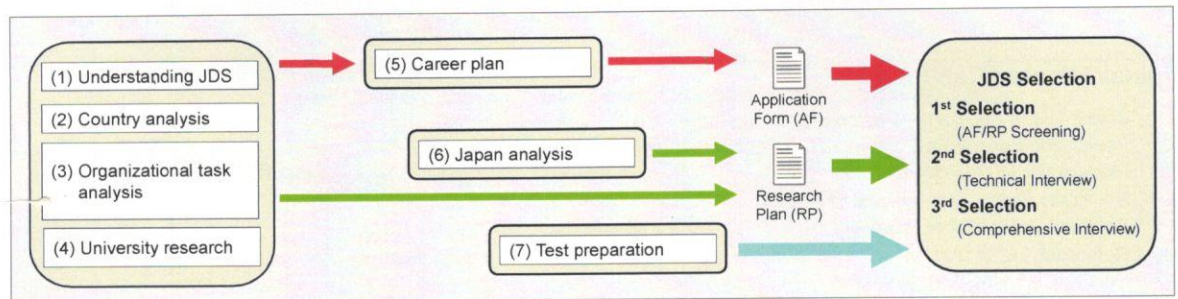 (1) Understanding JDS
(2) Country analysis
(3) Organizational task
analysis
(4) University research
(5) Career plan
(6) Japan analysis
(7) Test preparation
Application
Form (AF)
Research
Plan (RP)
JDS Selection
1st Selection
(AF/RP Screening)
2nd Selection
(Technical Interview)
3rd Selection
(Comprehensive Interview)